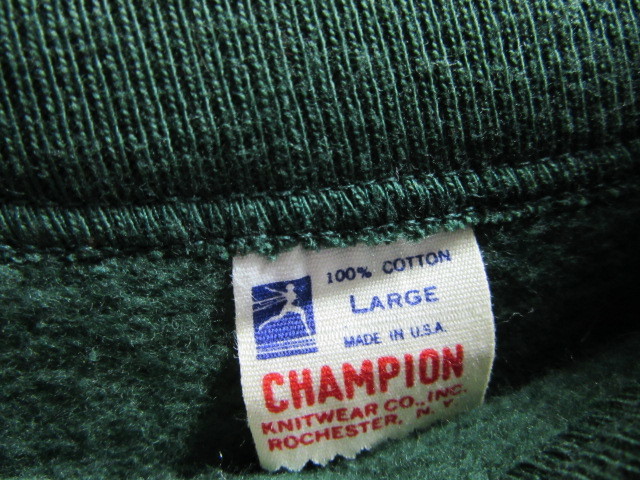 100% COTTON
LARGE
MADE IN U.S.A.
CHAMPION
KNITWEAR CO., INC.
ROCHESTER, N. Y.